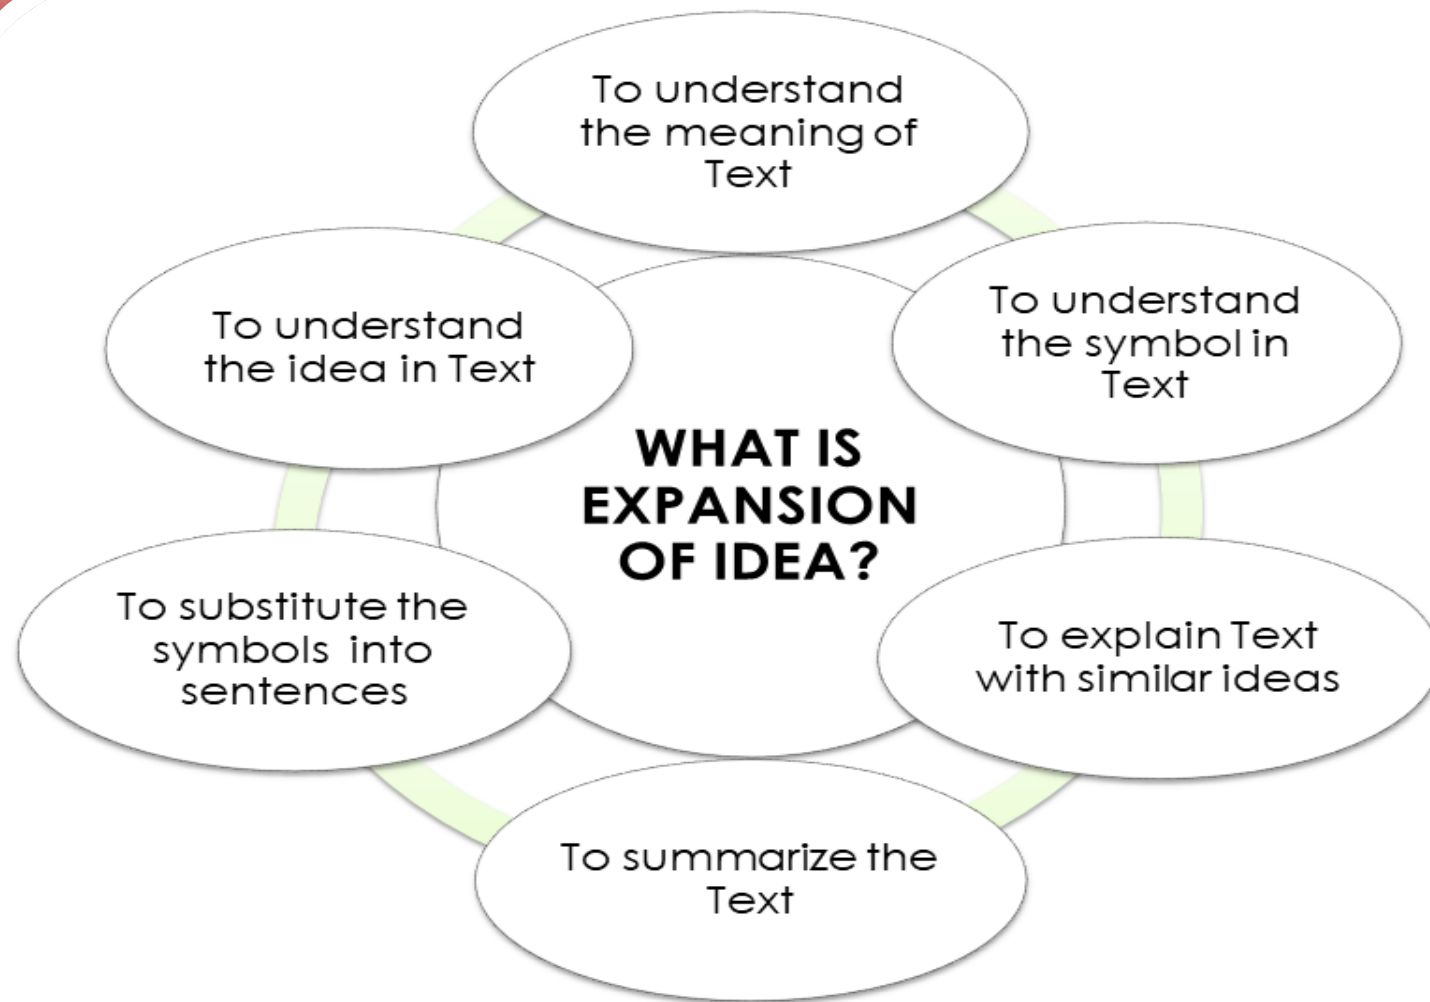 To understand
the meaning of
Text
To understand
the symbol in
Text
To explain Text
with similar ideas
To summarize the
Text
To substitute the
symbols into
sentences
To understand
the idea in Text
WHAT IS
EXPANSION
OF IDEA?